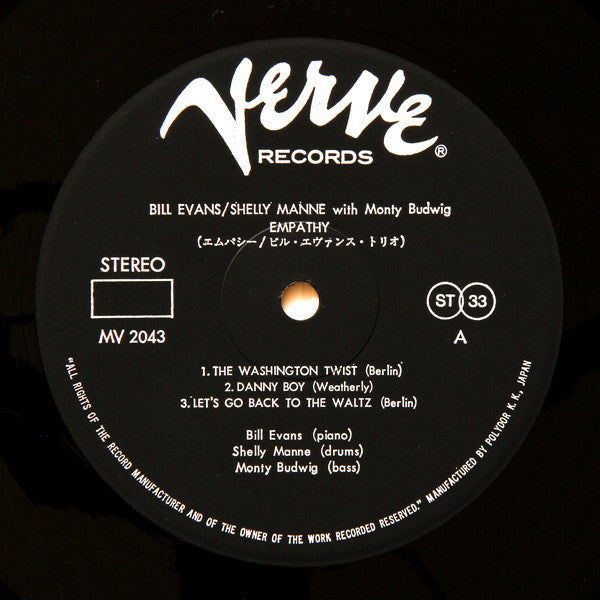 Verve®
RECORDS
BILL EVANS/SHELLY MANNE with Monty Budwig
EMPATHY
(エムパシー/ビル・エヴァンス・トリオ)
STEREO
MV 2043
ST 33
A
1. THE WASHINGTON TWIST (Berlin)
2. DANNY BOY (Weatherly)
3. LET'S GO BACK TO THE WALTZ (Berlin)
Bill Evans (piano)
Shelly Manne (drums)
Monty Budwig (bass)
"ALL RIGHTS OF THE RECORD MANUFACTURER AND OF THE OWNER OF THE WORK RECORDED RESERVED." MANUFACTURED BY POLYDOR K. K., JAPAN